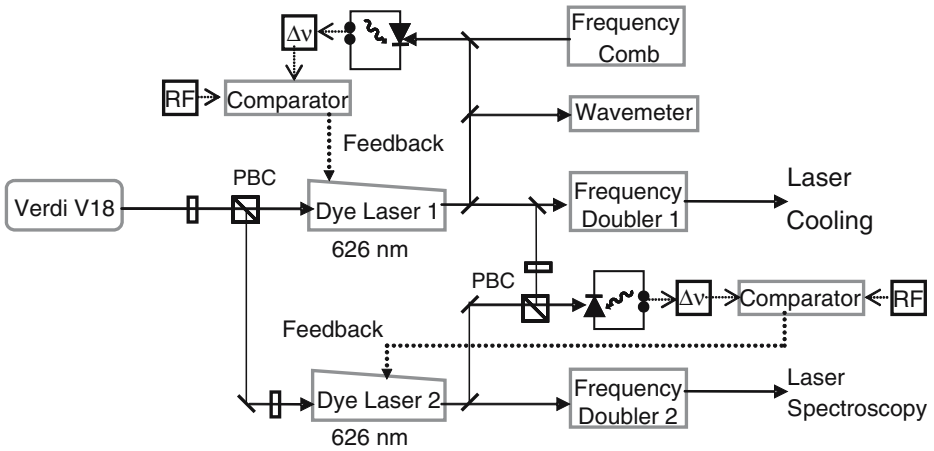 Δν
Frequency
Comb
RF
Comparator
Wavemeter
Feedback
Verdi V18
PBC
Dye Laser 1
626 nm
Frequency
Doubler 1
Laser
Cooling
PBC
Δν
Comparator
RF
Feedback
Dye Laser 2
626 nm
Frequency
Doubler 2
Laser
Spectroscopy